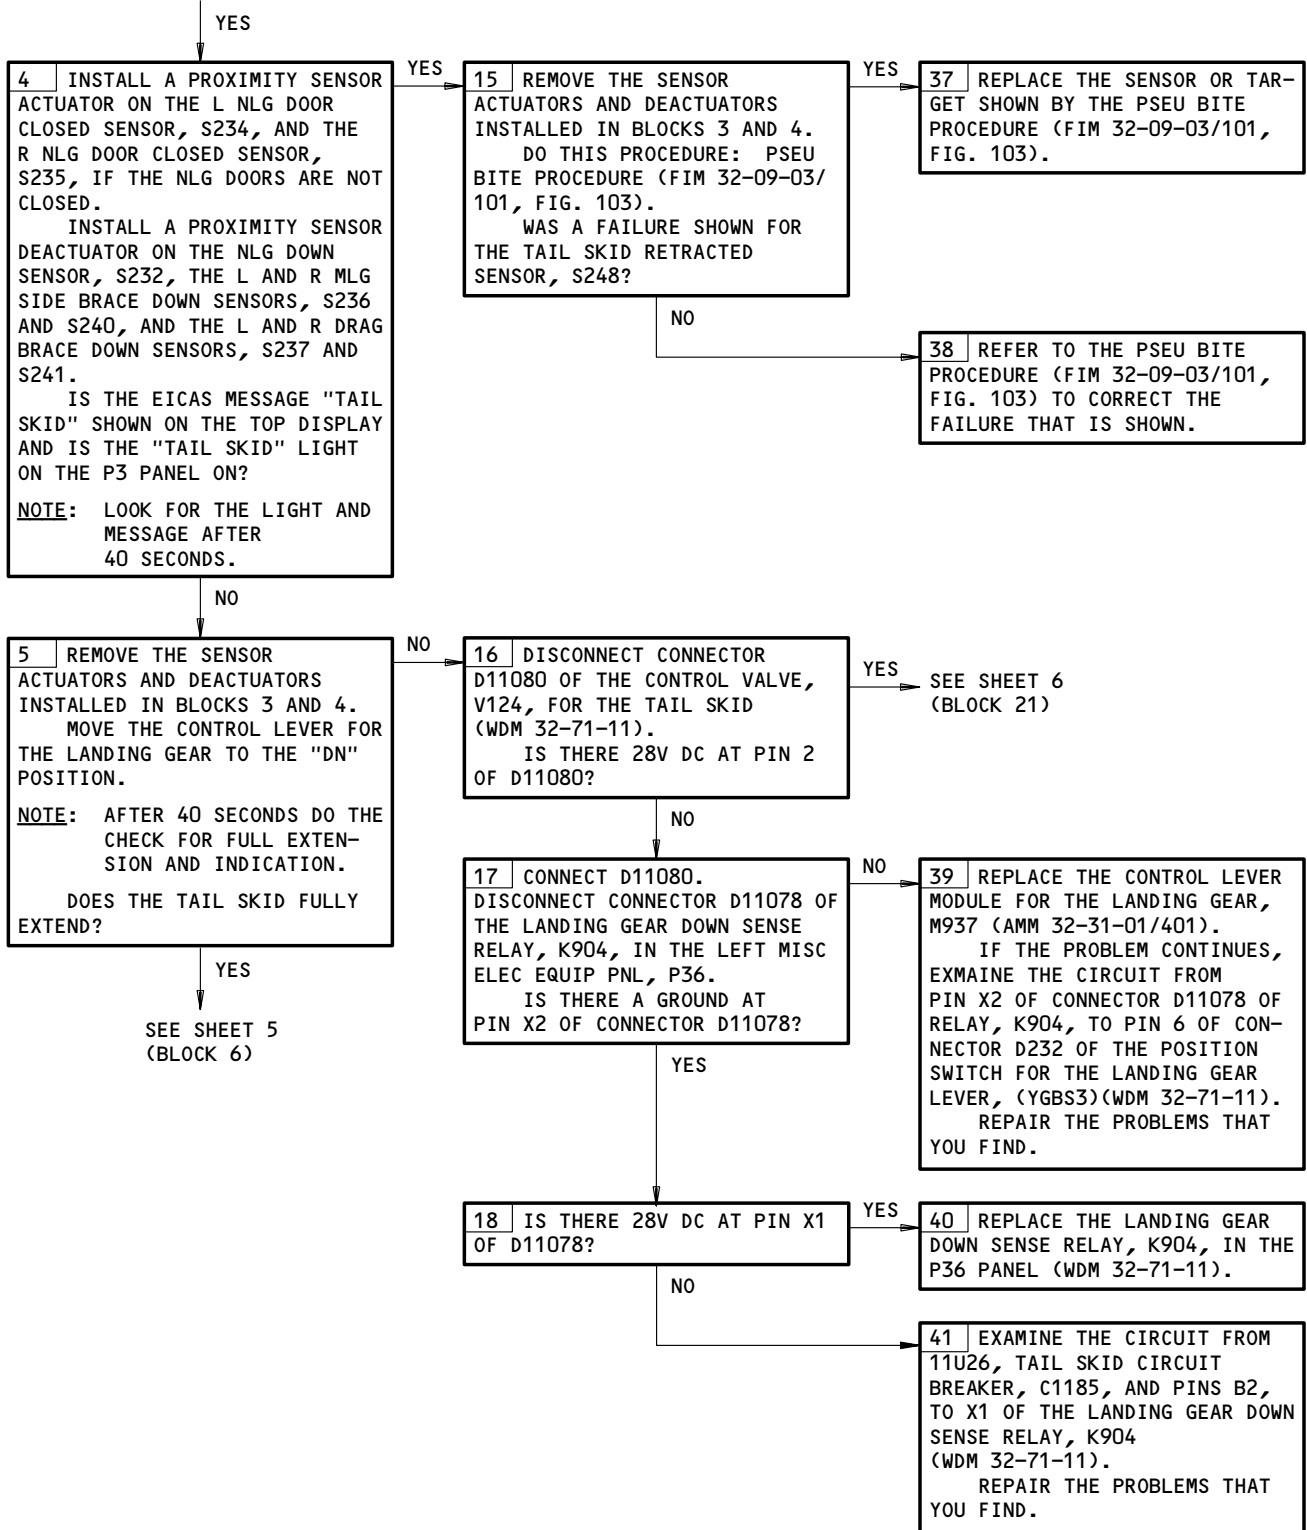 YES
4 INSTALL A PROXIMITY SENSOR
ACTUATOR ON THE L NLG DOOR
CLOSED SENSOR, S234, AND THE
R NLG DOOR CLOSED SENSOR,
S235, IF THE NLG DOORS ARE NOT
CLOSED.
INSTALL A PROXIMITY SENSOR
DEACTUATOR ON THE NLG DOWN
SENSOR, S232, THE L AND R MLG
SIDE BRACE DOWN SENSORS, S236
AND S240, AND THE L AND R DRAG
BRACE DOWN SENSORS, S237 AND
S241.
IS THE EICAS MESSAGE "TAIL
SKID" SHOWN ON THE TOP DISPLAY
AND IS THE "TAIL SKID" LIGHT
ON THE P3 PANEL ON?
NOTE: LOOK FOR THE LIGHT AND
MESSAGE AFTER
40 SECONDS.
YES
15 REMOVE THE SENSOR
ACTUATORS AND DEACTUATORS
INSTALLED IN BLOCKS 3 AND 4.
DO THIS PROCEDURE: PSEU
BITE PROCEDURE (FIM 32-09-03/
101, FIG. 103).
WAS A FAILURE SHOWN FOR
THE TAIL SKID RETRACTED
SENSOR, S248?
YES
37 REPLACE THE SENSOR OR TAR-
GET SHOWN BY THE PSEU BITE
PROCEDURE (FIM 32-09-03/101,
FIG. 103).
NO
38 REFER TO THE PSEU BITE
PROCEDURE (FIM 32-09-03/101,
FIG. 103) TO CORRECT THE
FAILURE THAT IS SHOWN.
NO
5 REMOVE THE SENSOR
ACTUATORS AND DEACTUATORS
INSTALLED IN BLOCKS 3 AND 4.
MOVE THE CONTROL LEVER FOR
THE LANDING GEAR TO THE "DN"
POSITION.
NOTE: AFTER 40 SECONDS DO THE
CHECK FOR FULL EXTEN-
SION AND INDICATION.
DOES THE TAIL SKID FULLY
EXTEND?
YES
SEE SHEET 5
(BLOCK 6)
NO
16 DISCONNECT CONNECTOR
D11080 OF THE CONTROL VALVE,
V124, FOR THE TAIL SKID
(WDM 32-71-11).
IS THERE 28V DC AT PIN 2
OF D11080?
YES
SEE SHEET 6
(BLOCK 21)
NO
17 CONNECT D11080.
DISCONNECT CONNECTOR D11078 OF
THE LANDING GEAR DOWN SENSE
RELAY, K904, IN THE LEFT MISC
ELEC EQUIP PNL, P36.
IS THERE A GROUND AT
PIN X2 OF CONNECTOR D11078?
NO
39 REPLACE THE CONTROL LEVER
MODULE FOR THE LANDING GEAR,
M937 (AMM 32-31-01/401).
IF THE PROBLEM CONTINUES,
EXMAINE THE CIRCUIT FROM
PIN X2 OF CONNECTOR D11078 OF
RELAY, K904, TO PIN 6 OF CON-
NECTOR D232 OF THE POSITION
SWITCH FOR THE LANDING GEAR
LEVER, (YGBS3)(WDM 32-71-11).
REPAIR THE PROBLEMS THAT
YOU FIND.
YES
18 IS THERE 28V DC AT PIN X1
OF D11078?
YES
40 REPLACE THE LANDING GEAR
DOWN SENSE RELAY, K904, IN THE
P36 PANEL (WDM 32-71-11).
NO
41 EXAMINE THE CIRCUIT FROM
11U26, TAIL SKID CIRCUIT
BREAKER, C1185, AND PINS B2,
TO X1 OF THE LANDING GEAR DOWN
SENSE RELAY, K904
(WDM 32-71-11).
REPAIR THE PROBLEMS THAT
YOU FIND.